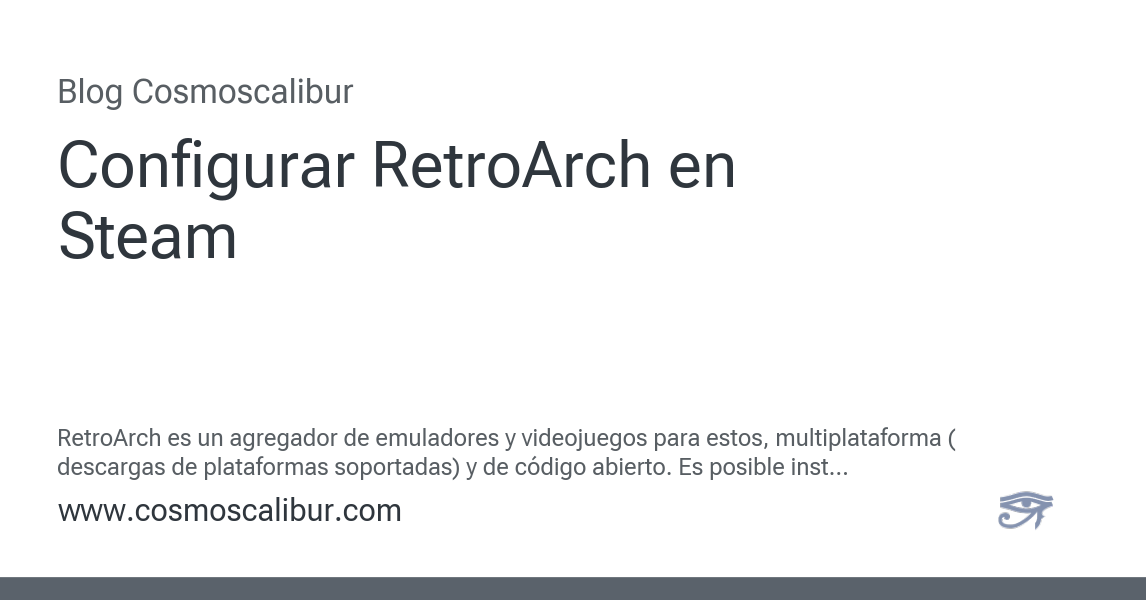 Blog Cosmoscalibur
Configurar RetroArch en
Steam
RetroArch es un agregador de emuladores y videojuegos para estos, multiplataforma (
descargas de plataformas soportadas) y de código abierto. Es posible inst...
www.cosmoscalibur.com